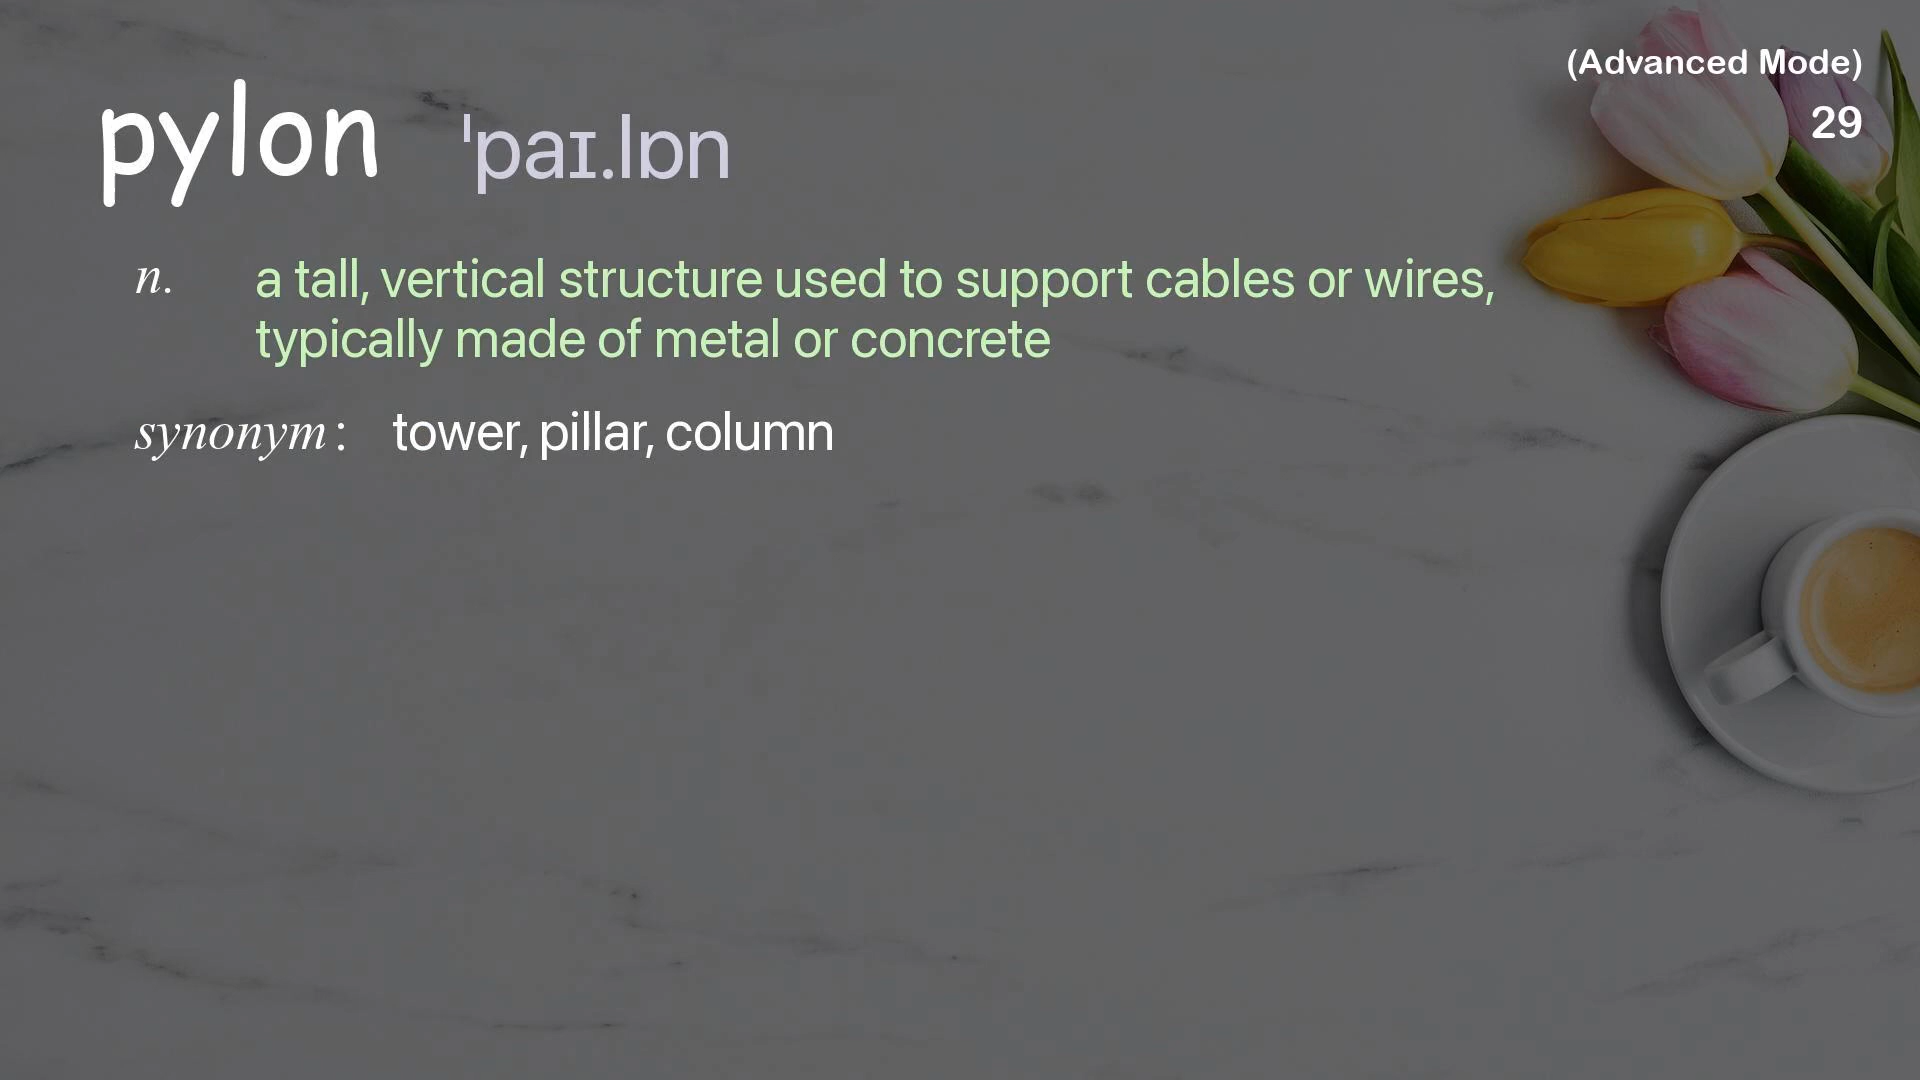 (Advanced Mode)
29
pylon ˈpaɪ.lɒn
n. a tall, vertical structure used to support cables or wires,
typically made of metal or concrete
synonym : tower, pillar, column